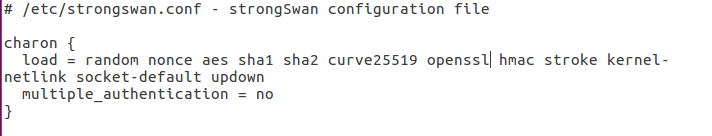 # /etc/strongswan.conf - strongSwan configuration file

charon {
  load = random nonce aes sha1 sha2 curve25519 openssl hmac stroke kernel-
netlink socket-default updown
  multiple_authentication = no
}